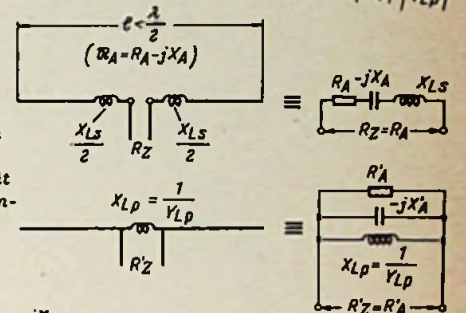 ℓ < λ/2
(ℜA = RA - jXA)
XLs/2 RZ XLs/2
≡
RA -jXA XLs
RZ = RA
XLp = 1/YLp
R'Z
≡
R'A
-jX'A
XLp = 1/YLp
R'Z = R'A